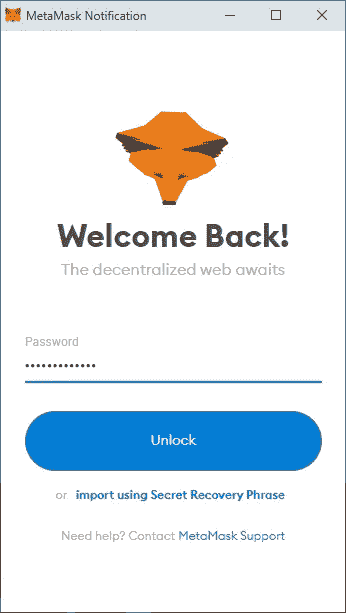 MetaMask Notification
Welcome Back!
The decentralized web awaits
Password
•••••••••••••
Unlock
or import using Secret Recovery Phrase
Need help? Contact MetaMask Support